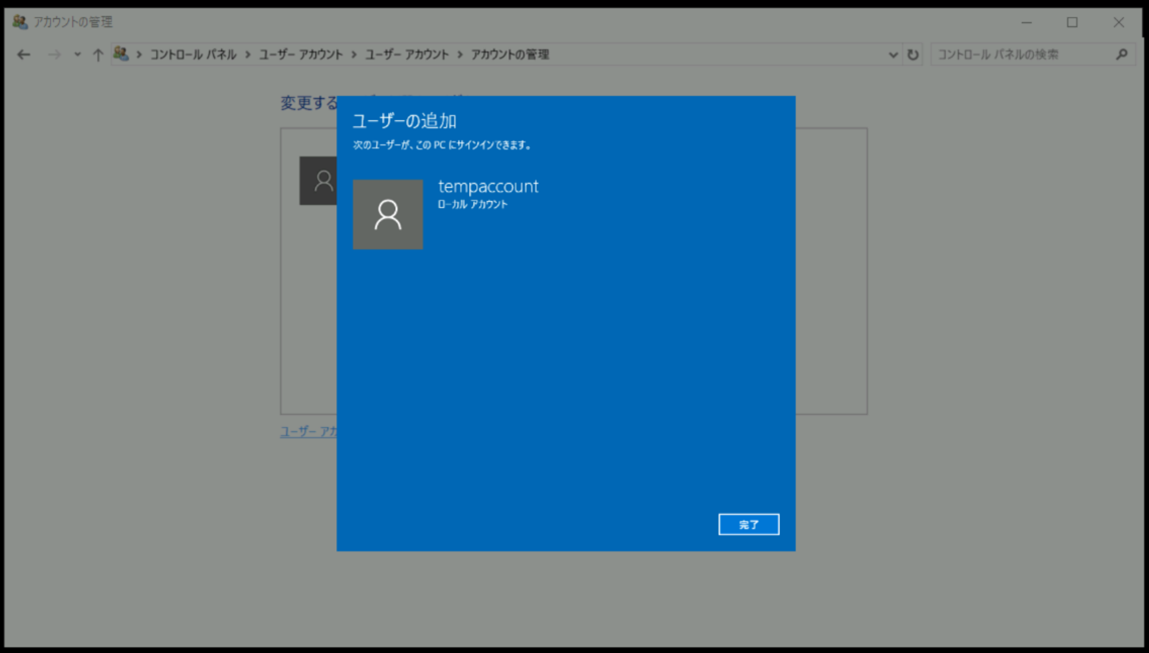 アカウントの管理
コントロール パネル > ユーザー アカウント > ユーザー アカウント > アカウントの管理
コントロール パネルの検索
変更する
ユーザーの追加
次のユーザーが、この PC にサインインできます。
tempaccount
ローカル アカウント
ユーザー アカ
完了